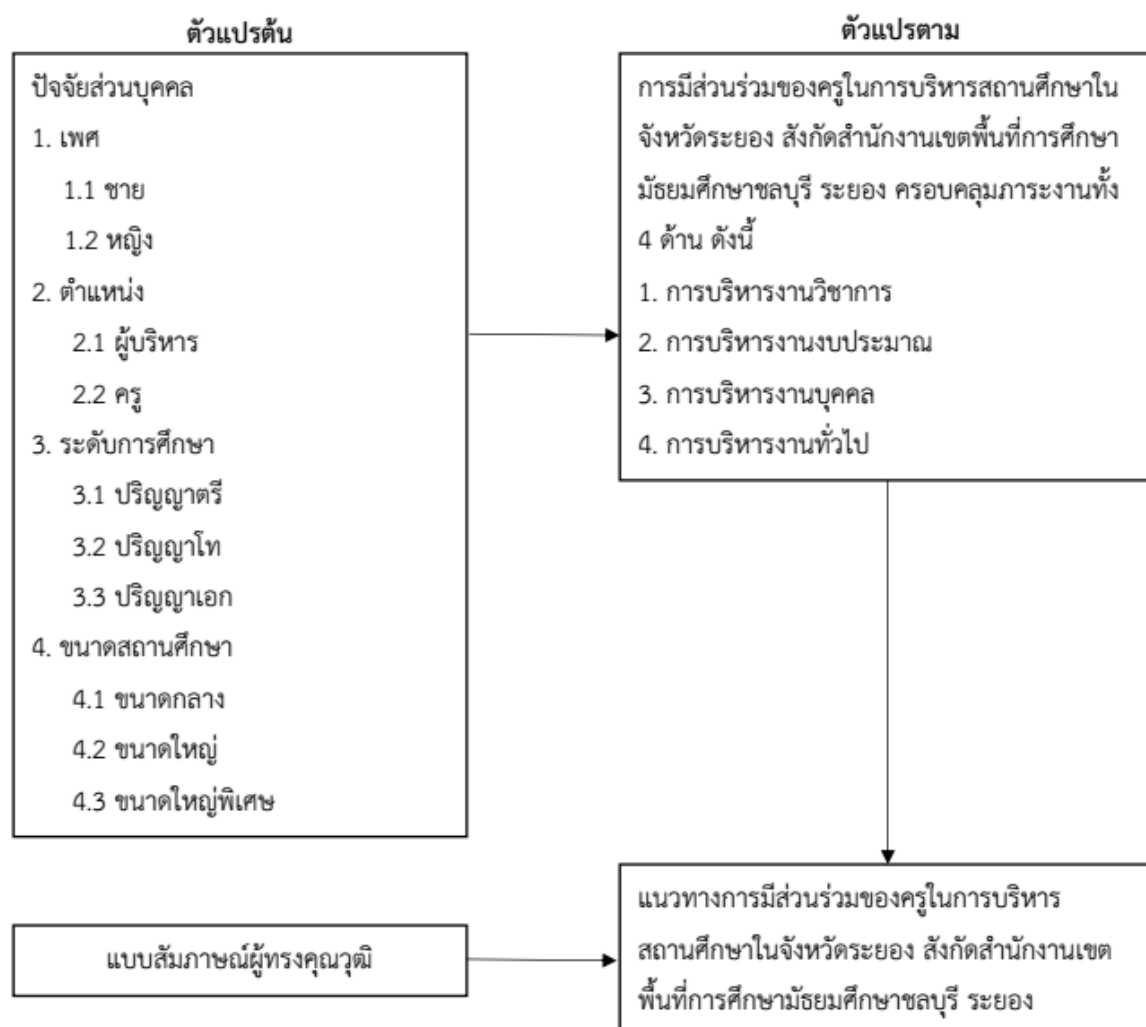 ตัวแปรต้น
ปัจจัยส่วนบุคคล
1. เพศ
1.1 ชาย
1.2 หญิง
2. ตำแหน่ง
2.1 ผู้บริหาร
2.2 ครู
3. ระดับการศึกษา
3.1 ปริญญาตรี
3.2 ปริญญาโท
3.3 ปริญญาเอก
4. ขนาดสถานศึกษา
4.1 ขนาดกลาง
4.2 ขนาดใหญ่
4.3 ขนาดใหญ่พิเศษ
ตัวแปรตาม
การมีส่วนร่วมของครูในการบริหารสถานศึกษาใน
จังหวัดระยอง สังกัดสำนักงานเขตพื้นที่การศึกษา
มัธยมศึกษาชลบุรี ระยอง ครอบคลุมภาระงานทั้ง
4 ด้าน ดังนี้
1. การบริหารงานวิชาการ
2. การบริหารงานงบประมาณ
3. การบริหารงานบุคคล
4. การบริหารงานทั่วไป
แบบสัมภาษณ์ผู้ทรงคุณวุฒิ
แนวทางการมีส่วนร่วมของครูในการบริหาร
สถานศึกษาในจังหวัดระยอง สังกัดสำนักงานเขต
พื้นที่การศึกษามัธยมศึกษาชลบุรี ระยอง